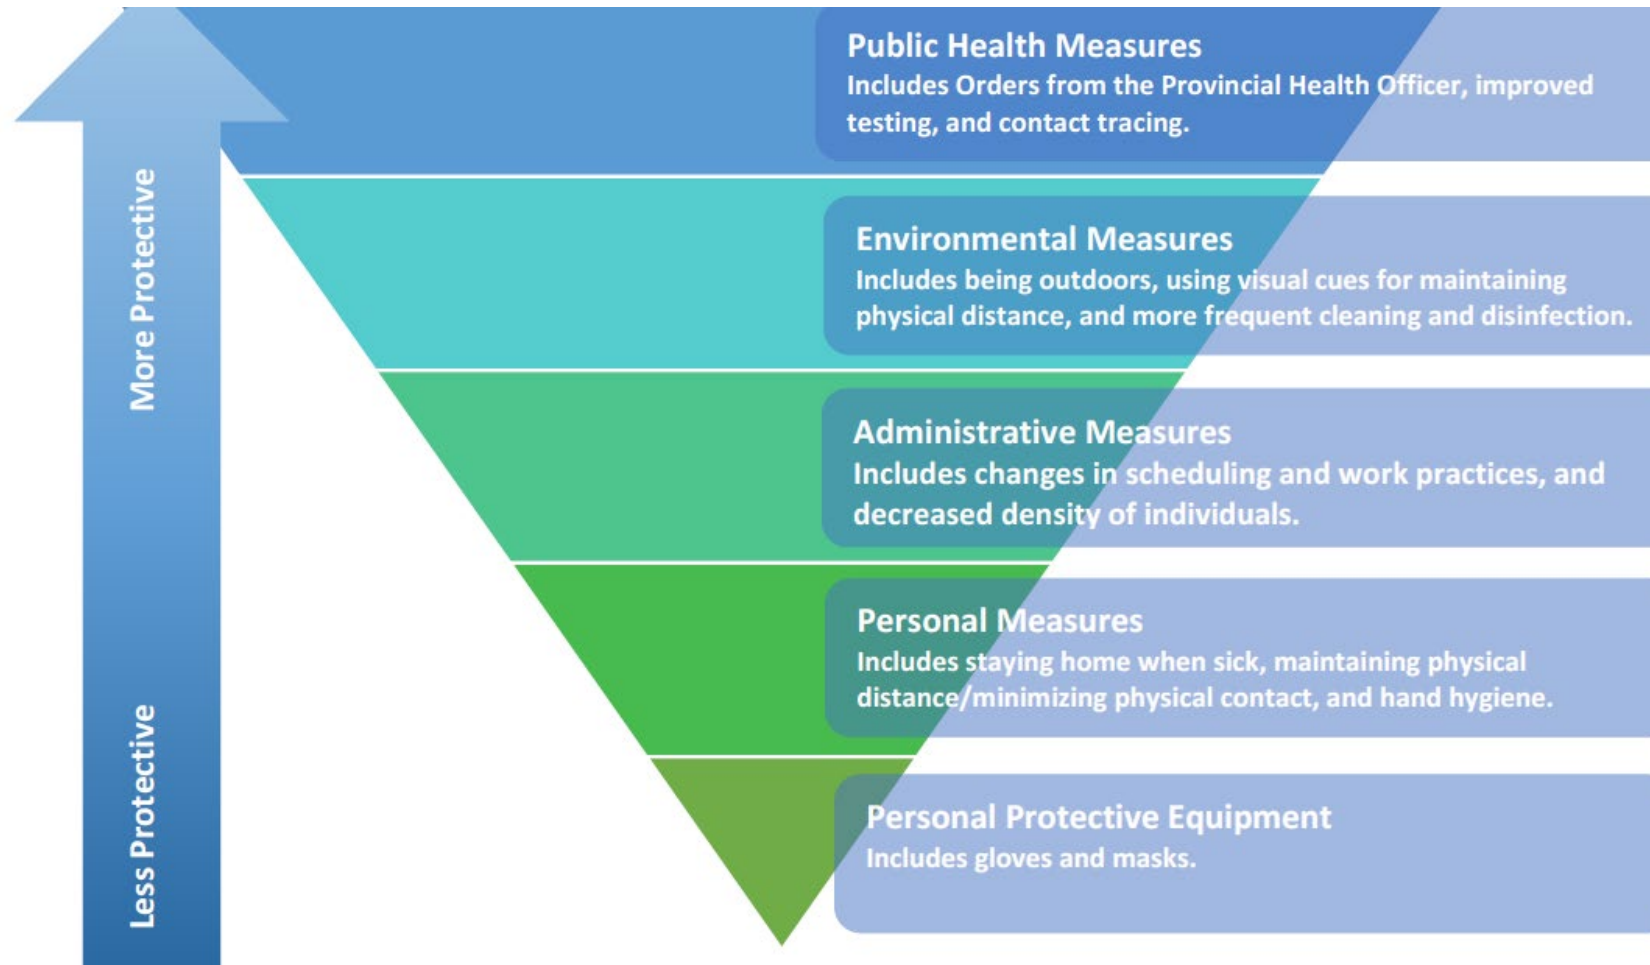 More Protective
Less Protective
Public Health Measures
Includes Orders from the Provincial Health Officer, improved
testing, and contact tracing.
Environmental Measures
Includes being outdoors, using visual cues for maintaining
physical distance, and more frequent cleaning and disinfection.
Administrative Measures
Includes changes in scheduling and work practices, and
decreased density of individuals.
Personal Measures
Includes staying home when sick, maintaining physical
distance/minimizing physical contact, and hand hygiene.
Personal Protective Equipment
Includes gloves and masks.